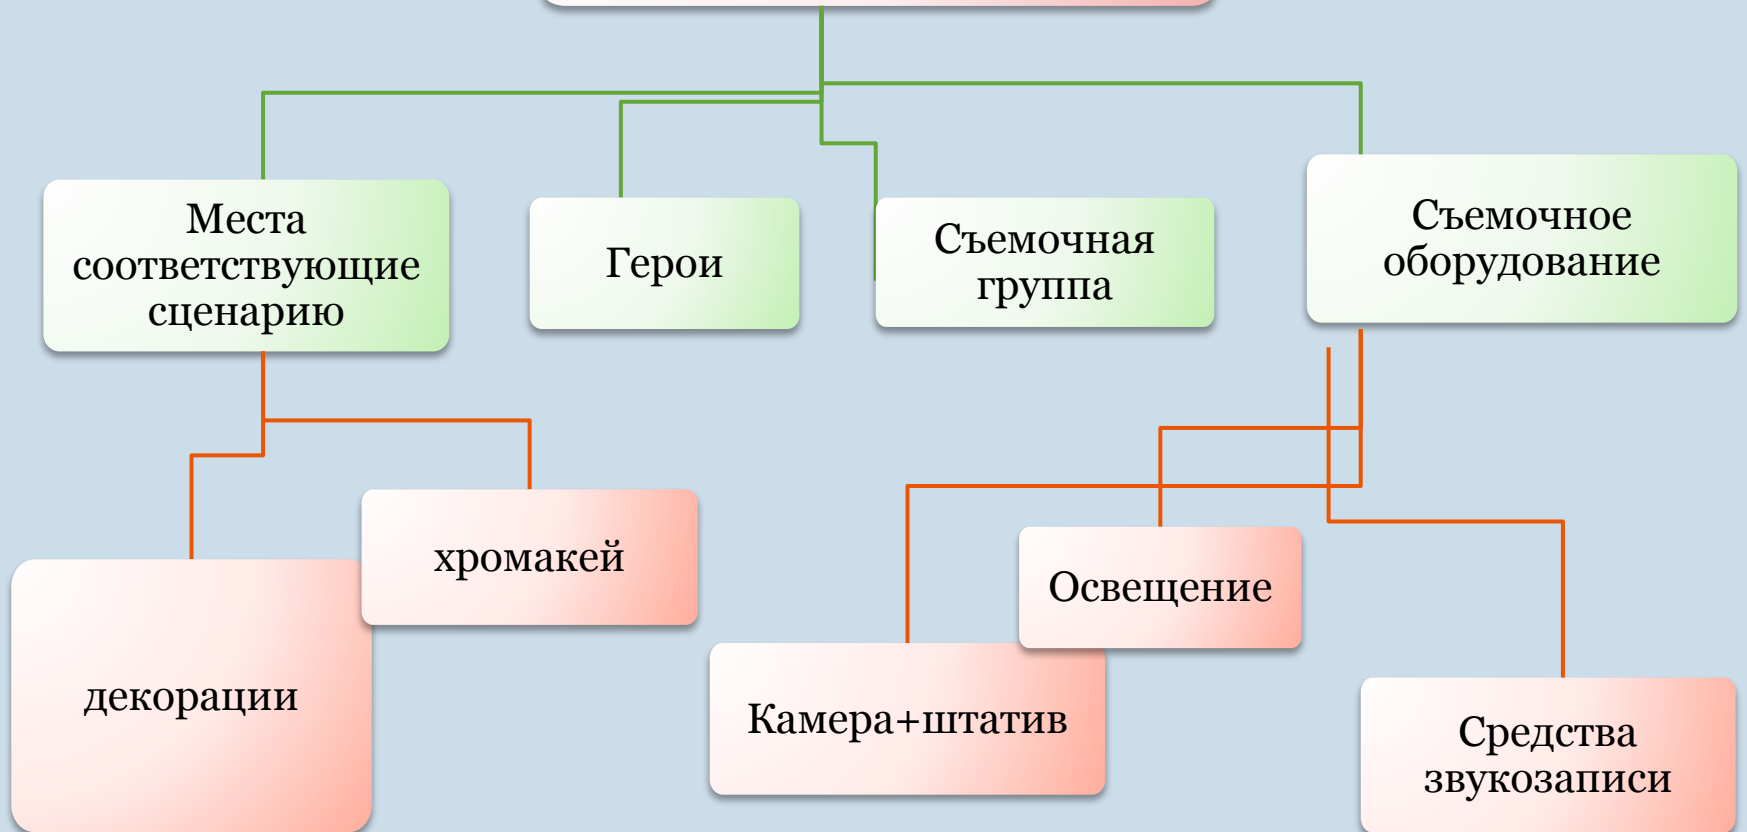 Места
соответствующие
сценарию
Герои
Съемочная
группа
Съемочное
оборудование
хромакей
декорации
Освещение
Камера+штатив
Средства
звукозаписи